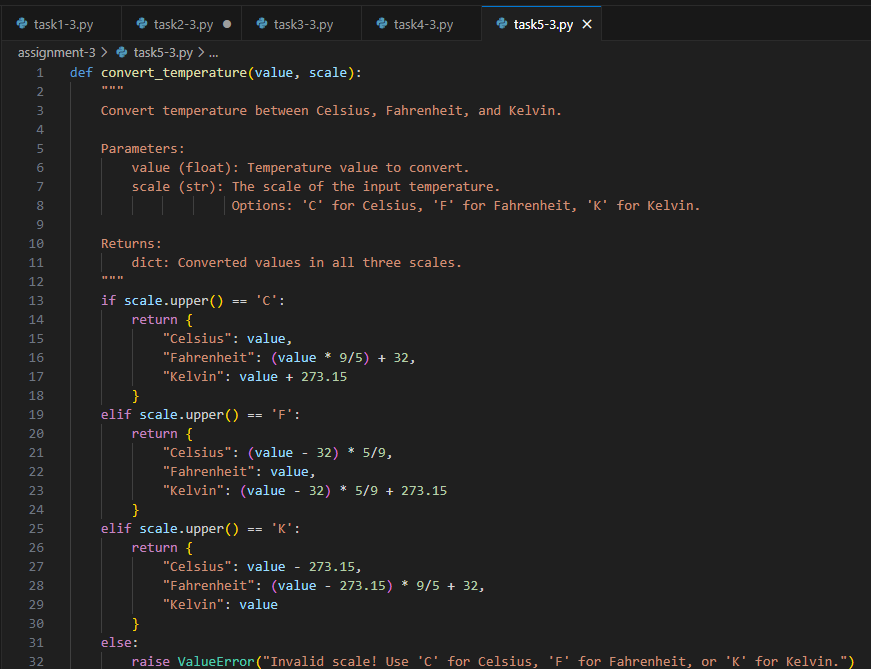 task1-3.py task2-3.py task3-3.py task4-3.py task5-3.py
assignment-3 > task5-3.py > ...
1 def convert_temperature(value, scale):
2     """
3     Convert temperature between Celsius, Fahrenheit, and Kelvin.
4
5     Parameters:
6         value (float): Temperature value to convert.
7         scale (str): The scale of the input temperature.
8                      Options: 'C' for Celsius, 'F' for Fahrenheit, 'K' for Kelvin.
9
10     Returns:
11         dict: Converted values in all three scales.
12     """
13     if scale.upper() == 'C':
14         return {
15             "Celsius": value,
16             "Fahrenheit": (value * 9/5) + 32,
17             "Kelvin": value + 273.15
18         }
19     elif scale.upper() == 'F':
20         return {
21             "Celsius": (value - 32) * 5/9,
22             "Fahrenheit": value,
23             "Kelvin": (value - 32) * 5/9 + 273.15
24         }
25     elif scale.upper() == 'K':
26         return {
27             "Celsius": value - 273.15,
28             "Fahrenheit": (value - 273.15) * 9/5 + 32,
29             "Kelvin": value
30         }
31     else:
32         raise ValueError("Invalid scale! Use 'C' for Celsius, 'F' for Fahrenheit, or 'K' for Kelvin.")